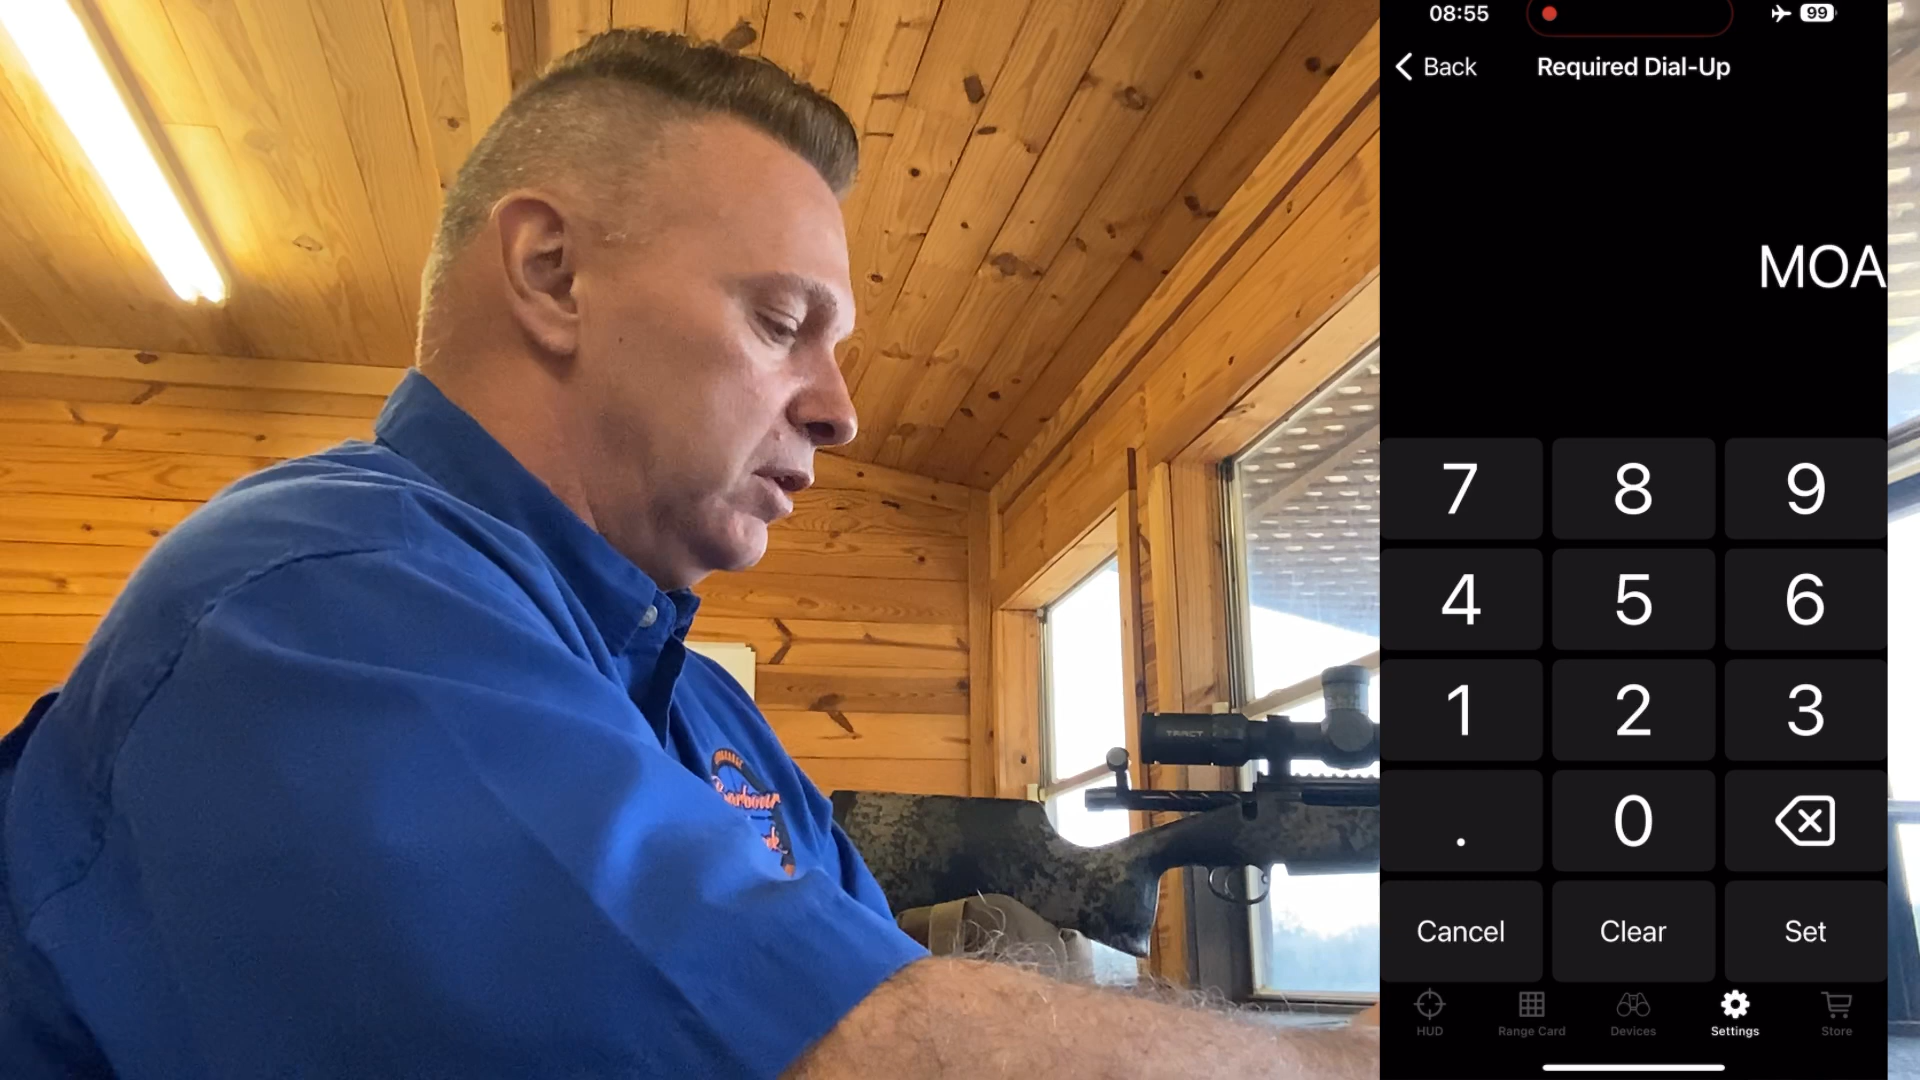 08:55
99
Back
Required Dial-Up
MOA
7 8 9
4 5 6
1 2 3
. 0
Cancel Clear Set
HUD Range Card Devices Settings Store
TRACT